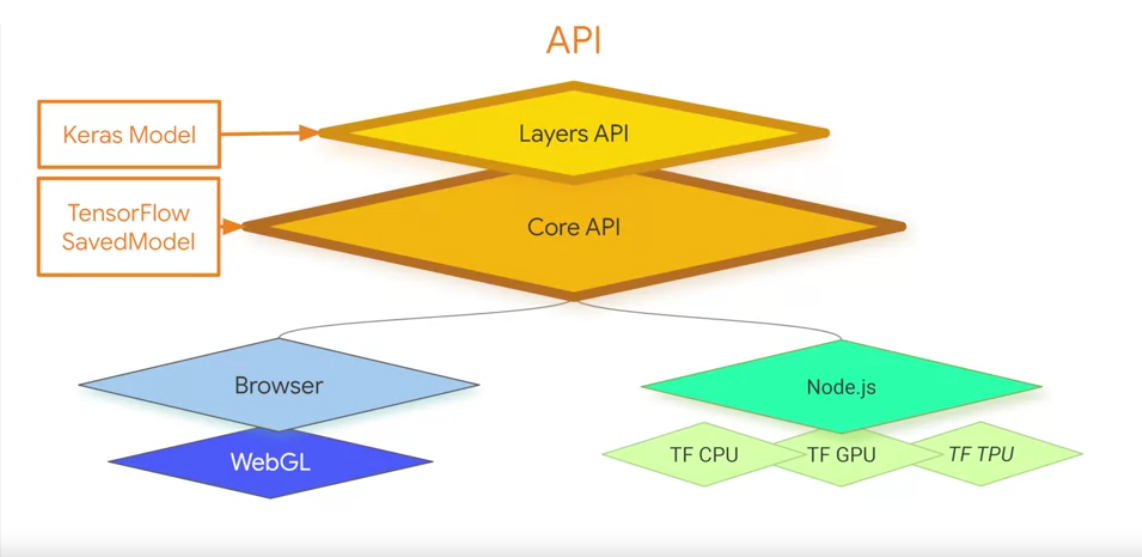 API
Keras Model
Layers API
TensorFlow
SavedModel
Core API
Browser
Node.js
WebGL
TF CPU
TF GPU
TF TPU